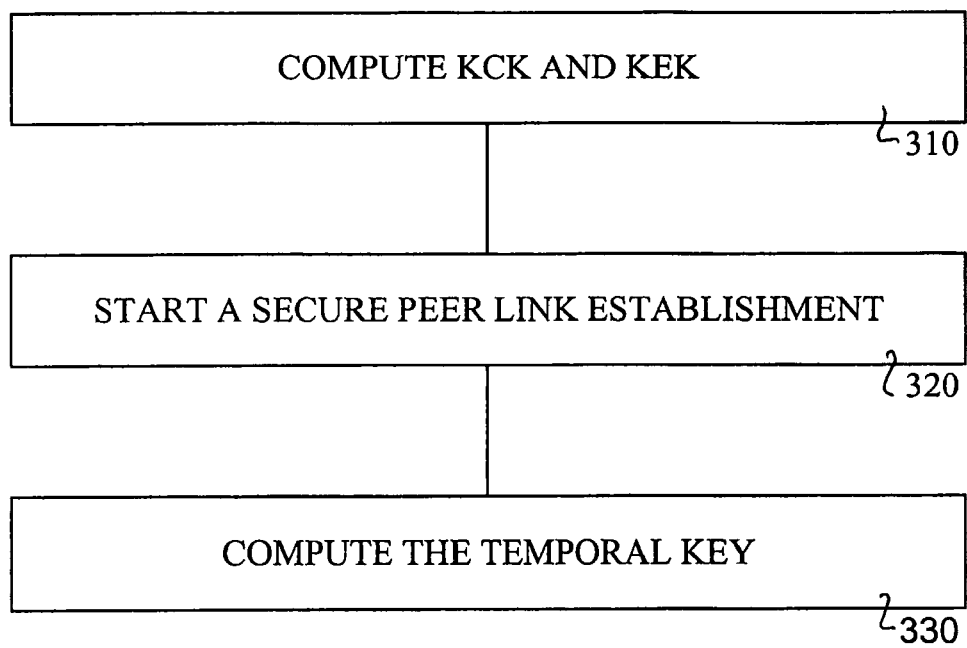 COMPUTE KCK AND KEK
310
START A SECURE PEER LINK ESTABLISHMENT
320
COMPUTE THE TEMPORAL KEY
330